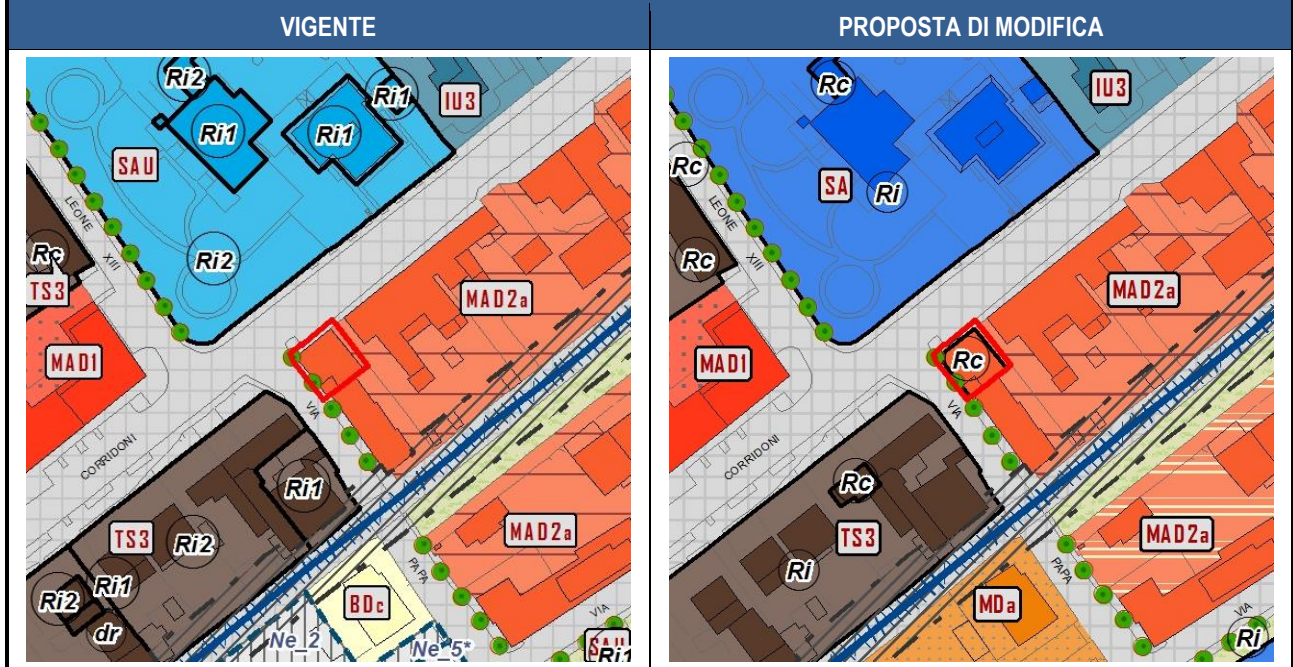 VIGENTE
PROPOSTA DI MODIFICA
Ri2
Ri1
IU3
Ri1
Ri1
SAU
LEONE
XIII
Ri2
Rc
TS3
MAD2a
MAD1
VIA
CORRIDONI
Ri1
TS3
Ri2
MAD2a
PAPA
Ri1
Ri2
BDc
dr
Ne_2
Ne_5*
VIA
SAU
Ri1
Rc
IU3
Rc
SA
Ri
LEONE
XIII
Rc
MAD2a
MAD1
Rc
VIA
CORRIDONI
Rc
TS3
MAD2a
Ri
PAPA
MDa
VIA
Ri